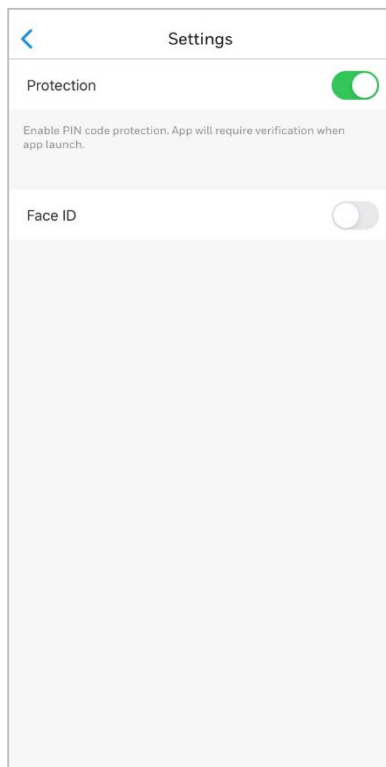 Settings
Protection
Enable PIN code protection. App will require verification when
app launch.
Face ID